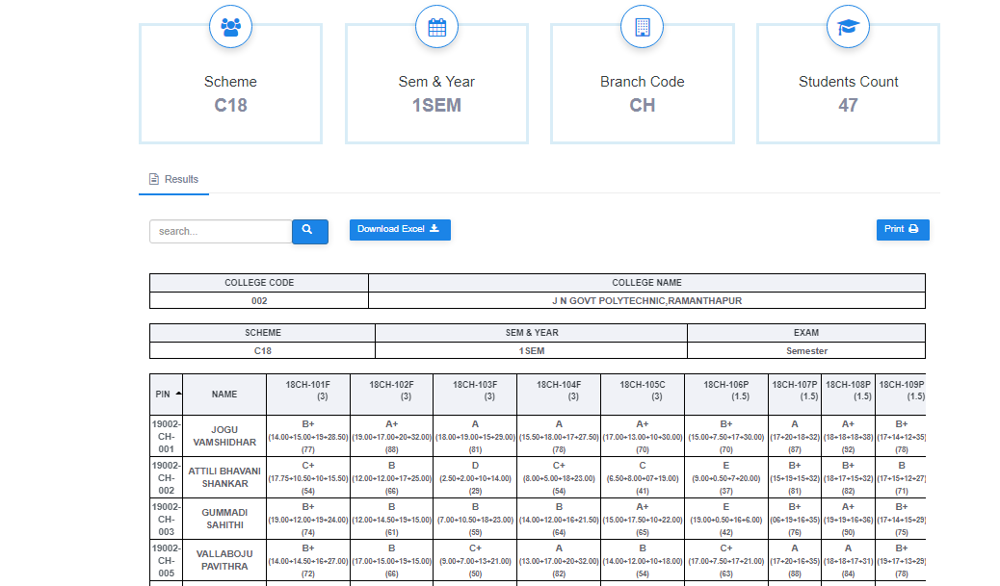 Scheme
C18
Sem & Year
1SEM
Branch Code
CH
Students Count
47
Results
search...
Download Excel
Print
COLLEGE CODE COLLEGE NAME
002 J N GOVT POLYTECHNIC,RAMANTHAPUR
SCHEME SEM & YEAR EXAM
C18 1SEM Semester
PIN NAME 18CH-101F (3) 18CH-102F (3) 18CH-103F (3) 18CH-104F (3) 18CH-105C (3) 18CH-106P (1.5) 18CH-107P (1.5) 18CH-108P (1.5) 18CH-109P (1.5)
19002- B+ A+ A A A+ B+ A A+ B+
CH- JOGU VAMSHIDHAR (14.00+15.00+19+28.50) (19.00+17.00+20+32.00) (18.00+19.00+15+29.00) (15.50+18.00+17+27.50) (17.00+13.00+10+30.00) (15.00+7.50+17+30.00) (17+20+18+32) (18+18+18+38) (17+14+12+35)
001 (77) (88) (81) (78) (70) (70) (87) (92) (78)
19002- C+ B D C+ C E B+ B+ B
CH- ATTILI BHAVANI SHANKAR (17.75+10.50+10+15.50) (12.00+12.00+17+25.00) (2.50+2.00+10+14.00) (8.00+5.00+18+23.00) (6.50+8.00+07+19.00) (9.00+0.50+7+20.00) (15+19+15+32) (18+17+15+32) (17+15+12+27)
002 (54) (66) (29) (54) (41) (37) (81) (82) (71)
19002- B+ B B B A+ E B+ A+ B+
CH- GUMMADI SAHITHI (19.00+12.00+19+24.00) (12.00+14.50+19+15.00) (7.00+10.50+18+23.00) (14.00+12.00+16+21.50) (15.00+17.50+10+22.00) (19.00+0.50+16+6.00) (06+19+16+35) (19+19+16+36) (17+14+15+29)
003 (74) (61) (59) (64) (65) (42) (76) (90) (75)
19002- B+ B C+ A B C+ A A B+
CH- VALLABOJU PAVITHRA (14.00+14.50+16+27.00) (17.00+15.00+19+15.00) (9.00+7.00+13+21.00) (13.00+17.00+20+32.00) (14.00+12.00+10+18.00) (17.00+7.50+17+21.00) (17+20+16+35) (18+18+17+31) (19+17+13+29)
005 (72) (66) (50) (82) (54) (63) (88) (84) (78)